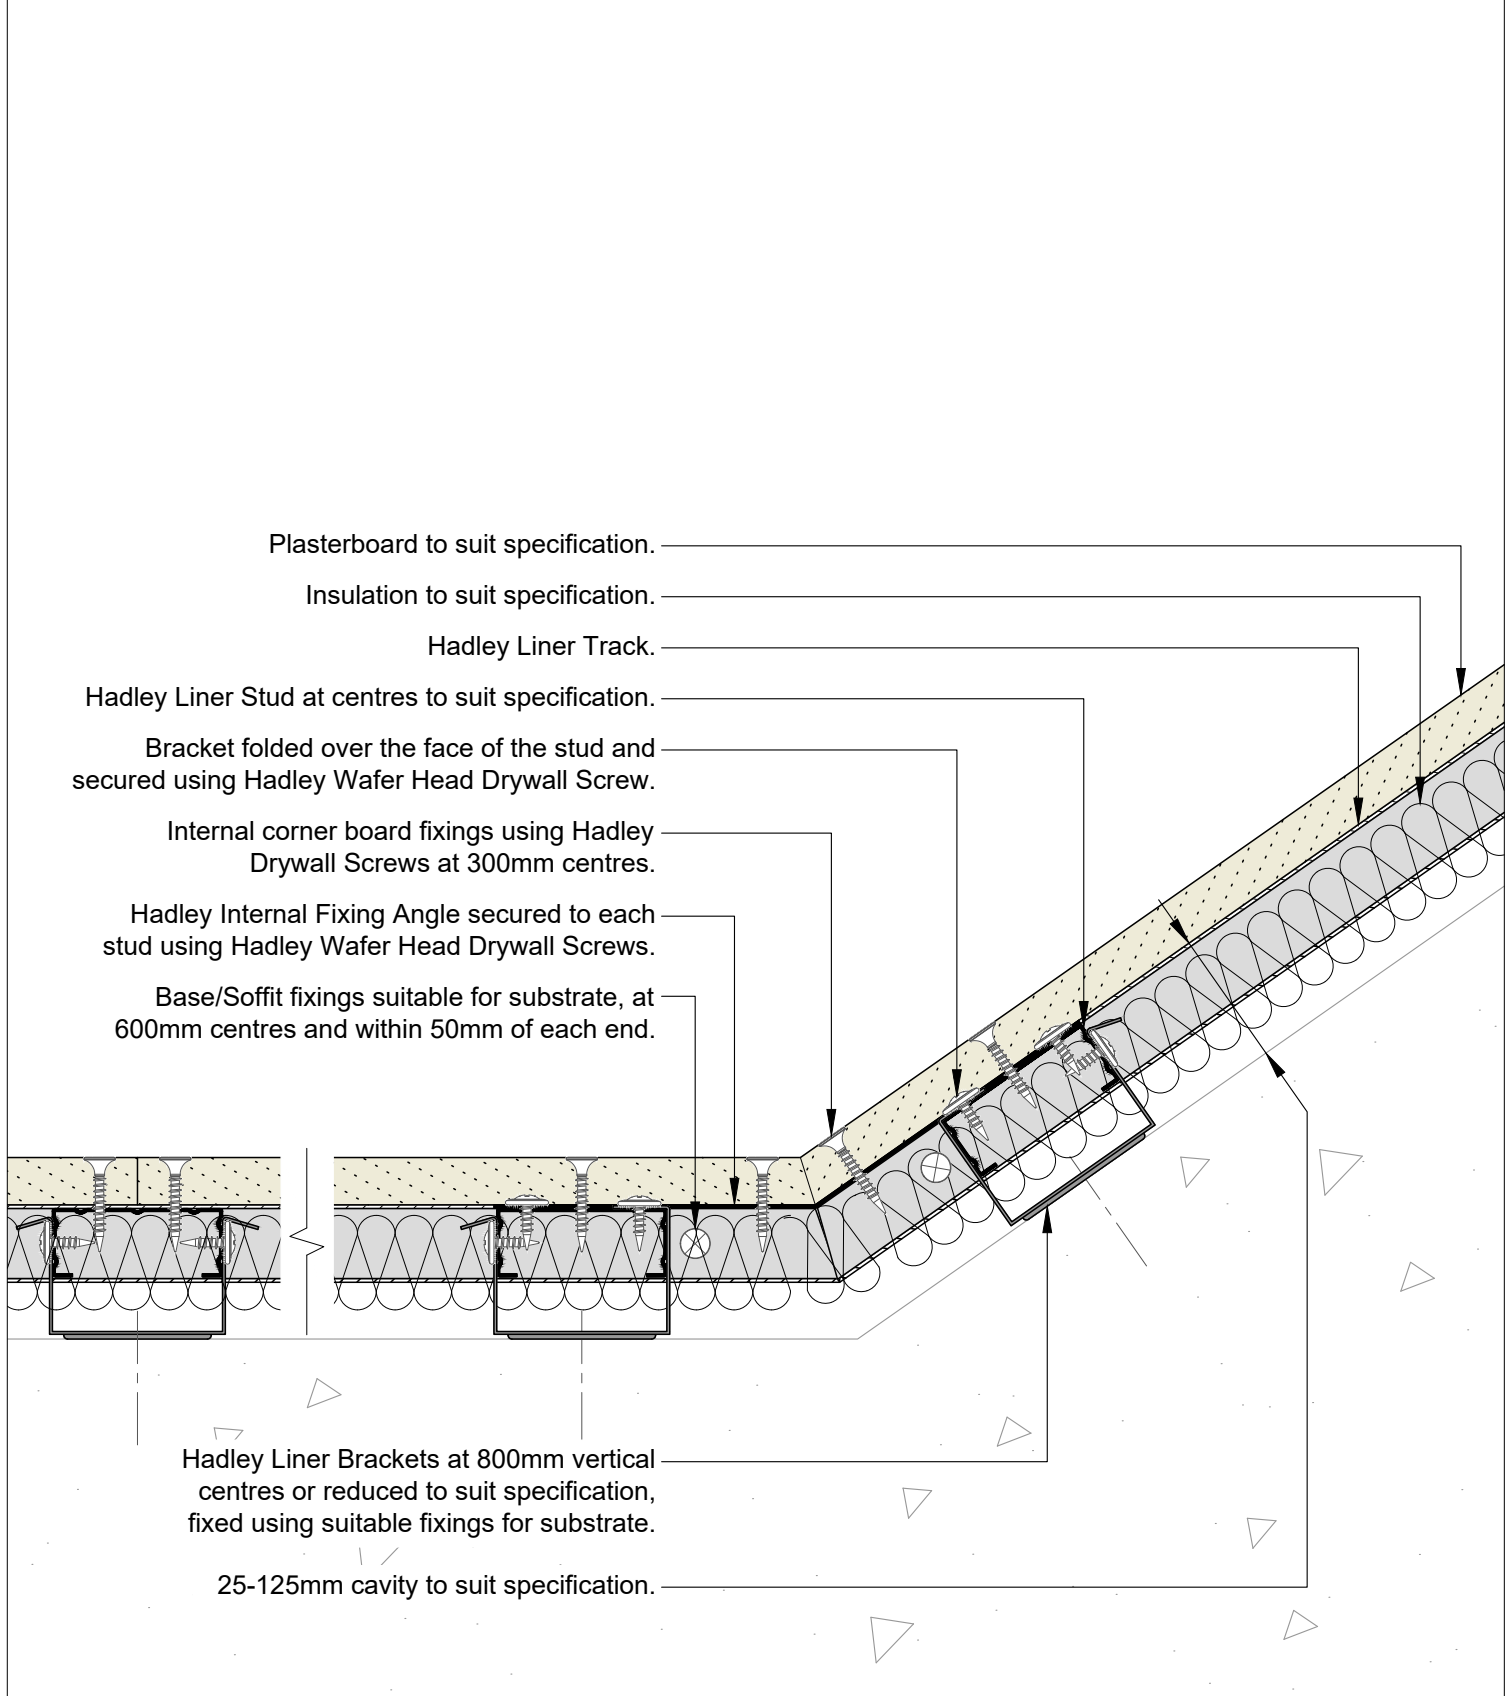 Plasterboard to suit specification.
Insulation to suit specification.
Hadley Liner Track.
Hadley Liner Stud at centres to suit specification.
Bracket folded over the face of the stud and
secured using Hadley Wafer Head Drywall Screw.
Internal corner board fixings using Hadley
Drywall Screws at 300mm centres.
Hadley Internal Fixing Angle secured to each
stud using Hadley Wafer Head Drywall Screws.
Base/Soffit fixings suitable for substrate, at
600mm centres and within 50mm of each end.
Hadley Liner Brackets at 800mm vertical
centres or reduced to suit specification,
fixed using suitable fixings for substrate.
25-125mm cavity to suit specification.